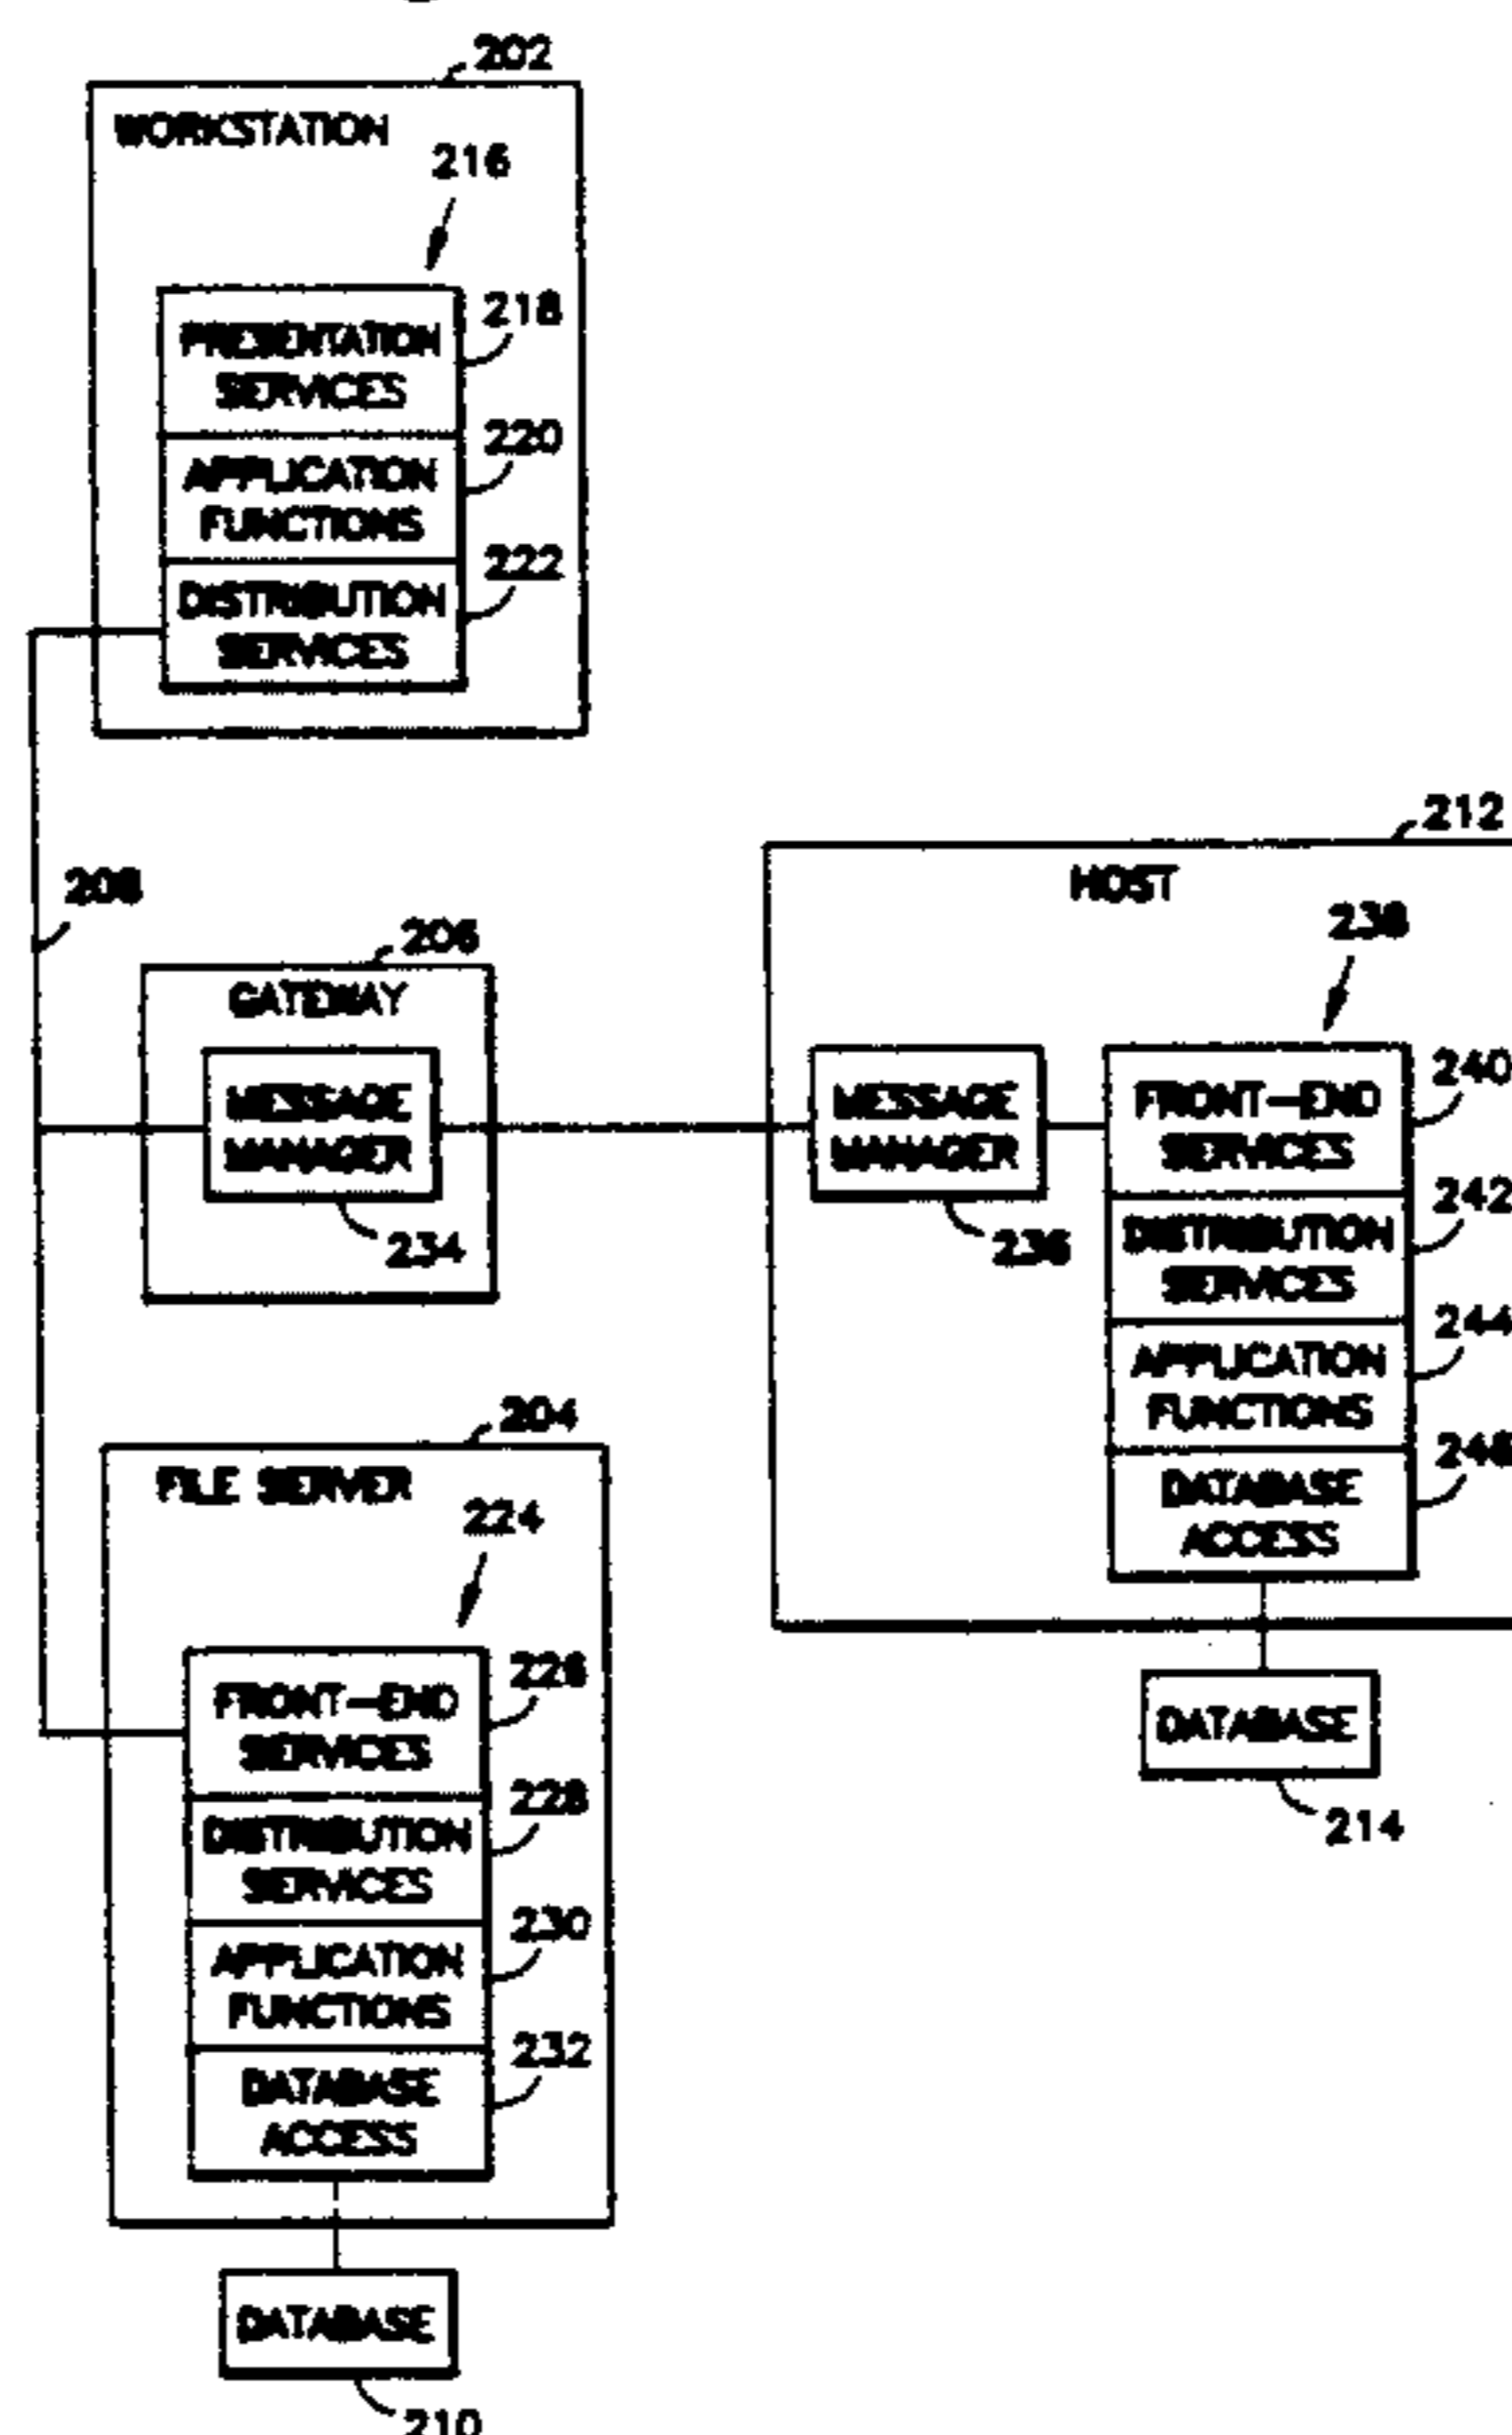 202
WORKSTATION
216
PRESENTATION
SERVICES
218
APPLICATION
FUNCTIONS
220
DISTRIBUTION
SERVICES
222
208
206
GATEWAY
MESSAGE
MANAGER
234
212
HOST
238
MESSAGE
MANAGER
236
FRONT-END
SERVICES
240
DISTRIBUTION
SERVICES
242
APPLICATION
FUNCTIONS
244
DATABASE
ACCESS
246
DATABASE
214
204
FILE SERVER
224
FRONT-END
SERVICES
226
DISTRIBUTION
SERVICES
228
APPLICATION
FUNCTIONS
230
DATABASE
ACCESS
232
DATABASE
210